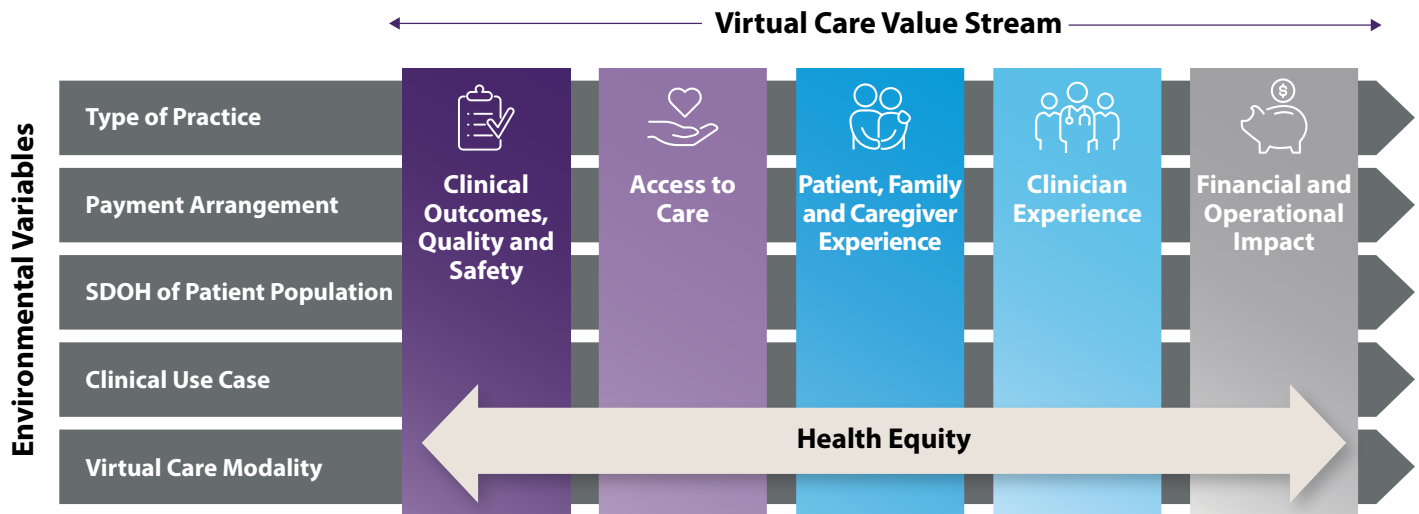 Virtual Care Value Stream
Environmental Variables
Type of Practice
Payment Arrangement
SDOH of Patient Population
Clinical Use Case
Virtual Care Modality
Clinical
Outcomes,
Quality and
Safety
Access to
Care
Patient, Family
and Caregiver
Experience
Clinician
Experience
$
Financial and
Operational
Impact
Health Equity